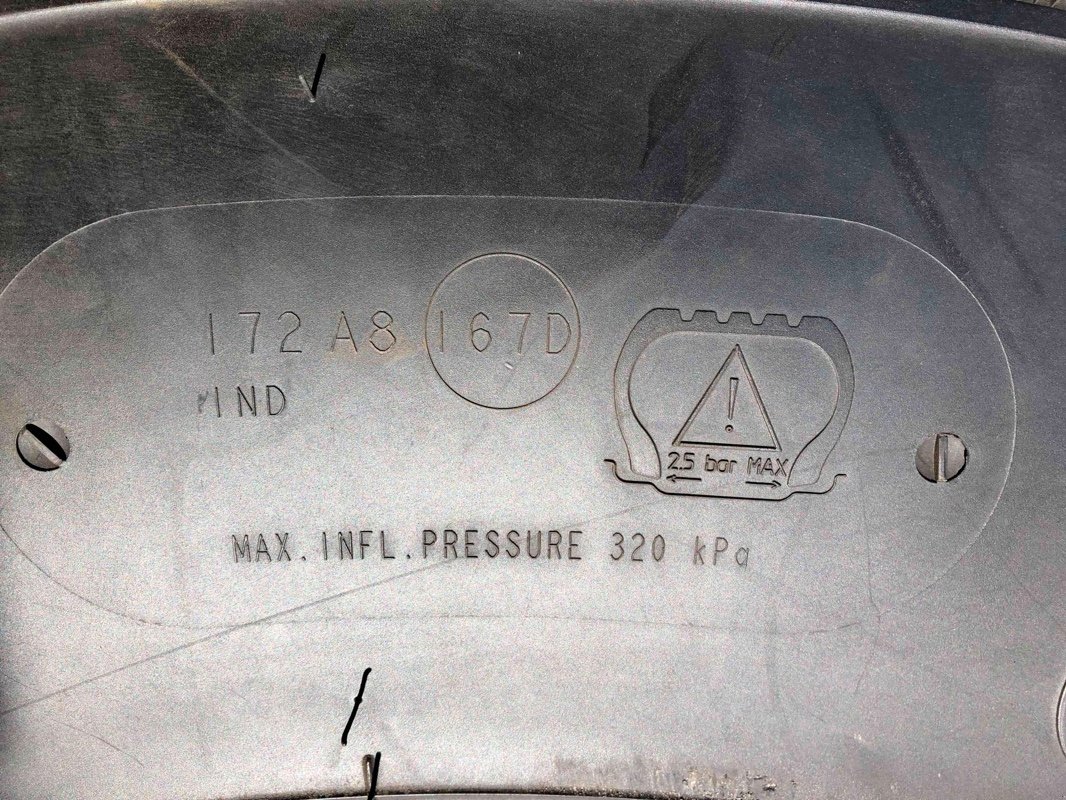 172 A8 167D
IND
!
2.5 bar MAX
MAX. INFL. PRESSURE 320 kPa